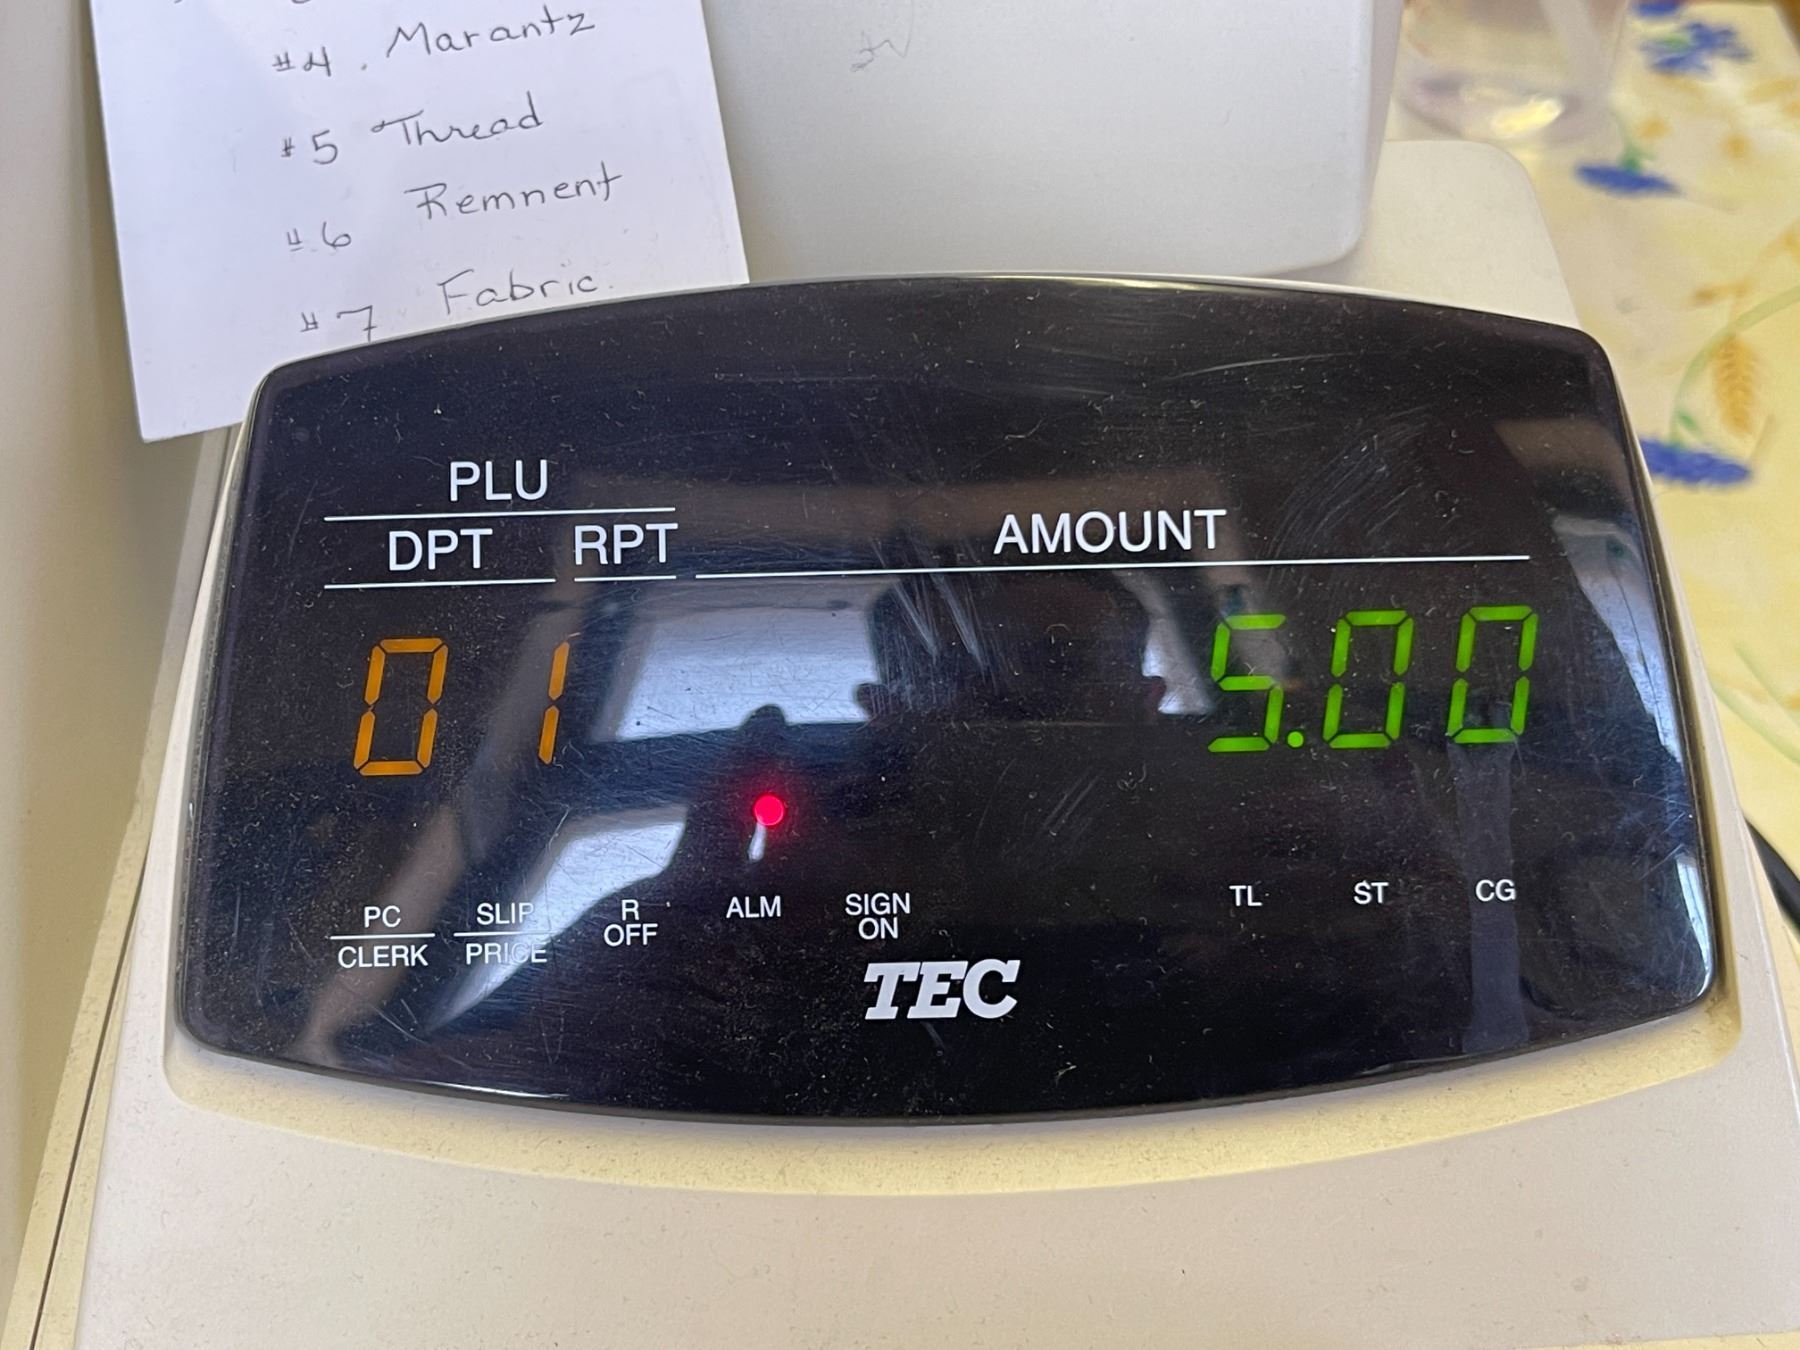 #4. Marantz
#5 Thread
Remnent
#6
Fabric.
#7
PLU
DPT RPT AMOUNT
01 5.00
PC SLIP R ALM SIGN TL ST CG
CLERK PRICE OFF ON
TEC